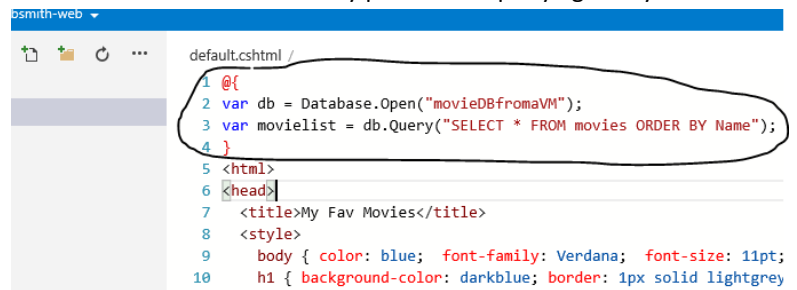 bsmith-web
default.cshtml /
1 @{
2 var db = Database.Open("movieDBfromaVM");
3 var movielist = db.Query("SELECT * FROM movies ORDER BY Name");
4 }
5 <html>
6 <head>
7 <title>My Fav Movies</title>
8 <style>
9 body { color: blue; font-family: Verdana; font-size: 11pt;
10 h1 { background-color: darkblue; border: 1px solid lightgrey